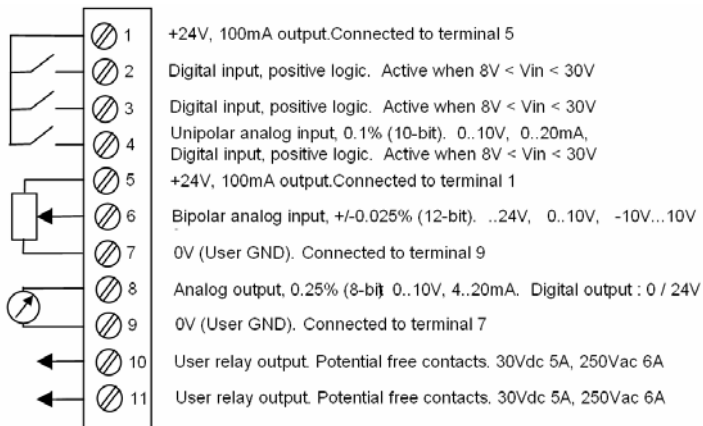 1 +24V, 100mA output.Connected to terminal 5
2 Digital input, positive logic. Active when 8V < Vin < 30V
3 Digital input, positive logic. Active when 8V < Vin < 30V
4 Unipolar analog input, 0.1% (10-bit). 0..10V, 0..20mA,
Digital input, positive logic. Active when 8V < Vin < 30V
5 +24V, 100mA output.Connected to terminal 1
6 Bipolar analog input, +/-0.025% (12-bit). ..24V, 0..10V, -10V...10V
7 0V (User GND). Connected to terminal 9
8 Analog output, 0.25% (8-bit 0..10V, 4..20mA. Digital output : 0 / 24V
9 0V (User GND). Connected to terminal 7
10 User relay output. Potential free contacts. 30Vdc 5A, 250Vac 6A
11 User relay output. Potential free contacts. 30Vdc 5A, 250Vac 6A